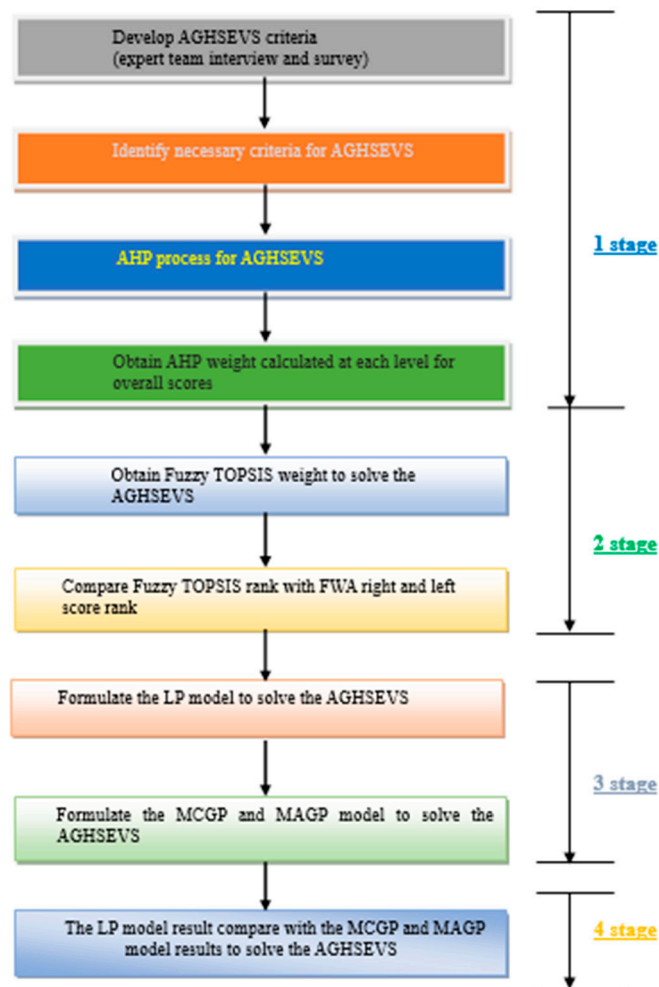 Develop AGHSEVS criteria
(expert team interview and survey)
Identify necessary criteria for AGHSEVS
AHP process for AGHSEVS
1 stage
Obtain AHP weight calculated at each level for
overall scores
Obtain Fuzzy TOPSIS weight to solve the
AGHSEVS
2 stage
Compare Fuzzy TOPSIS rank with FWA right and left
score rank
Formulate the LP model to solve the AGHSEVS
3 stage
Formulate the MCGP and MAGP model to solve the
AGHSEVS
The LP model result compare with the MCGP and MAGP
model results to solve the AGHSEVS
4 stage